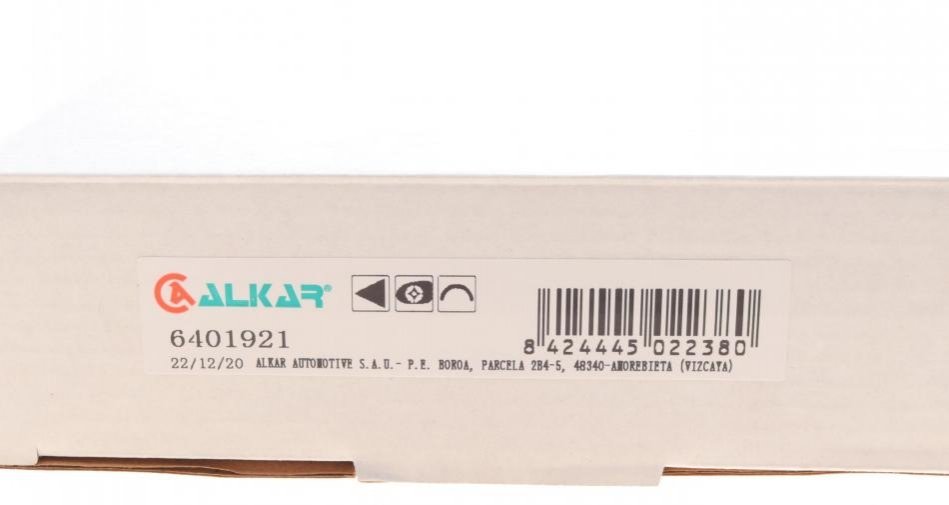 ALKAR®
6401921
8 424445 022380
22/12/20 ALKAR AUTOMOTIVE S.A.U.- P.E. BOROA, PARCELA 2B4-5, 48340-AMOREBIETA (VIZCAYA)